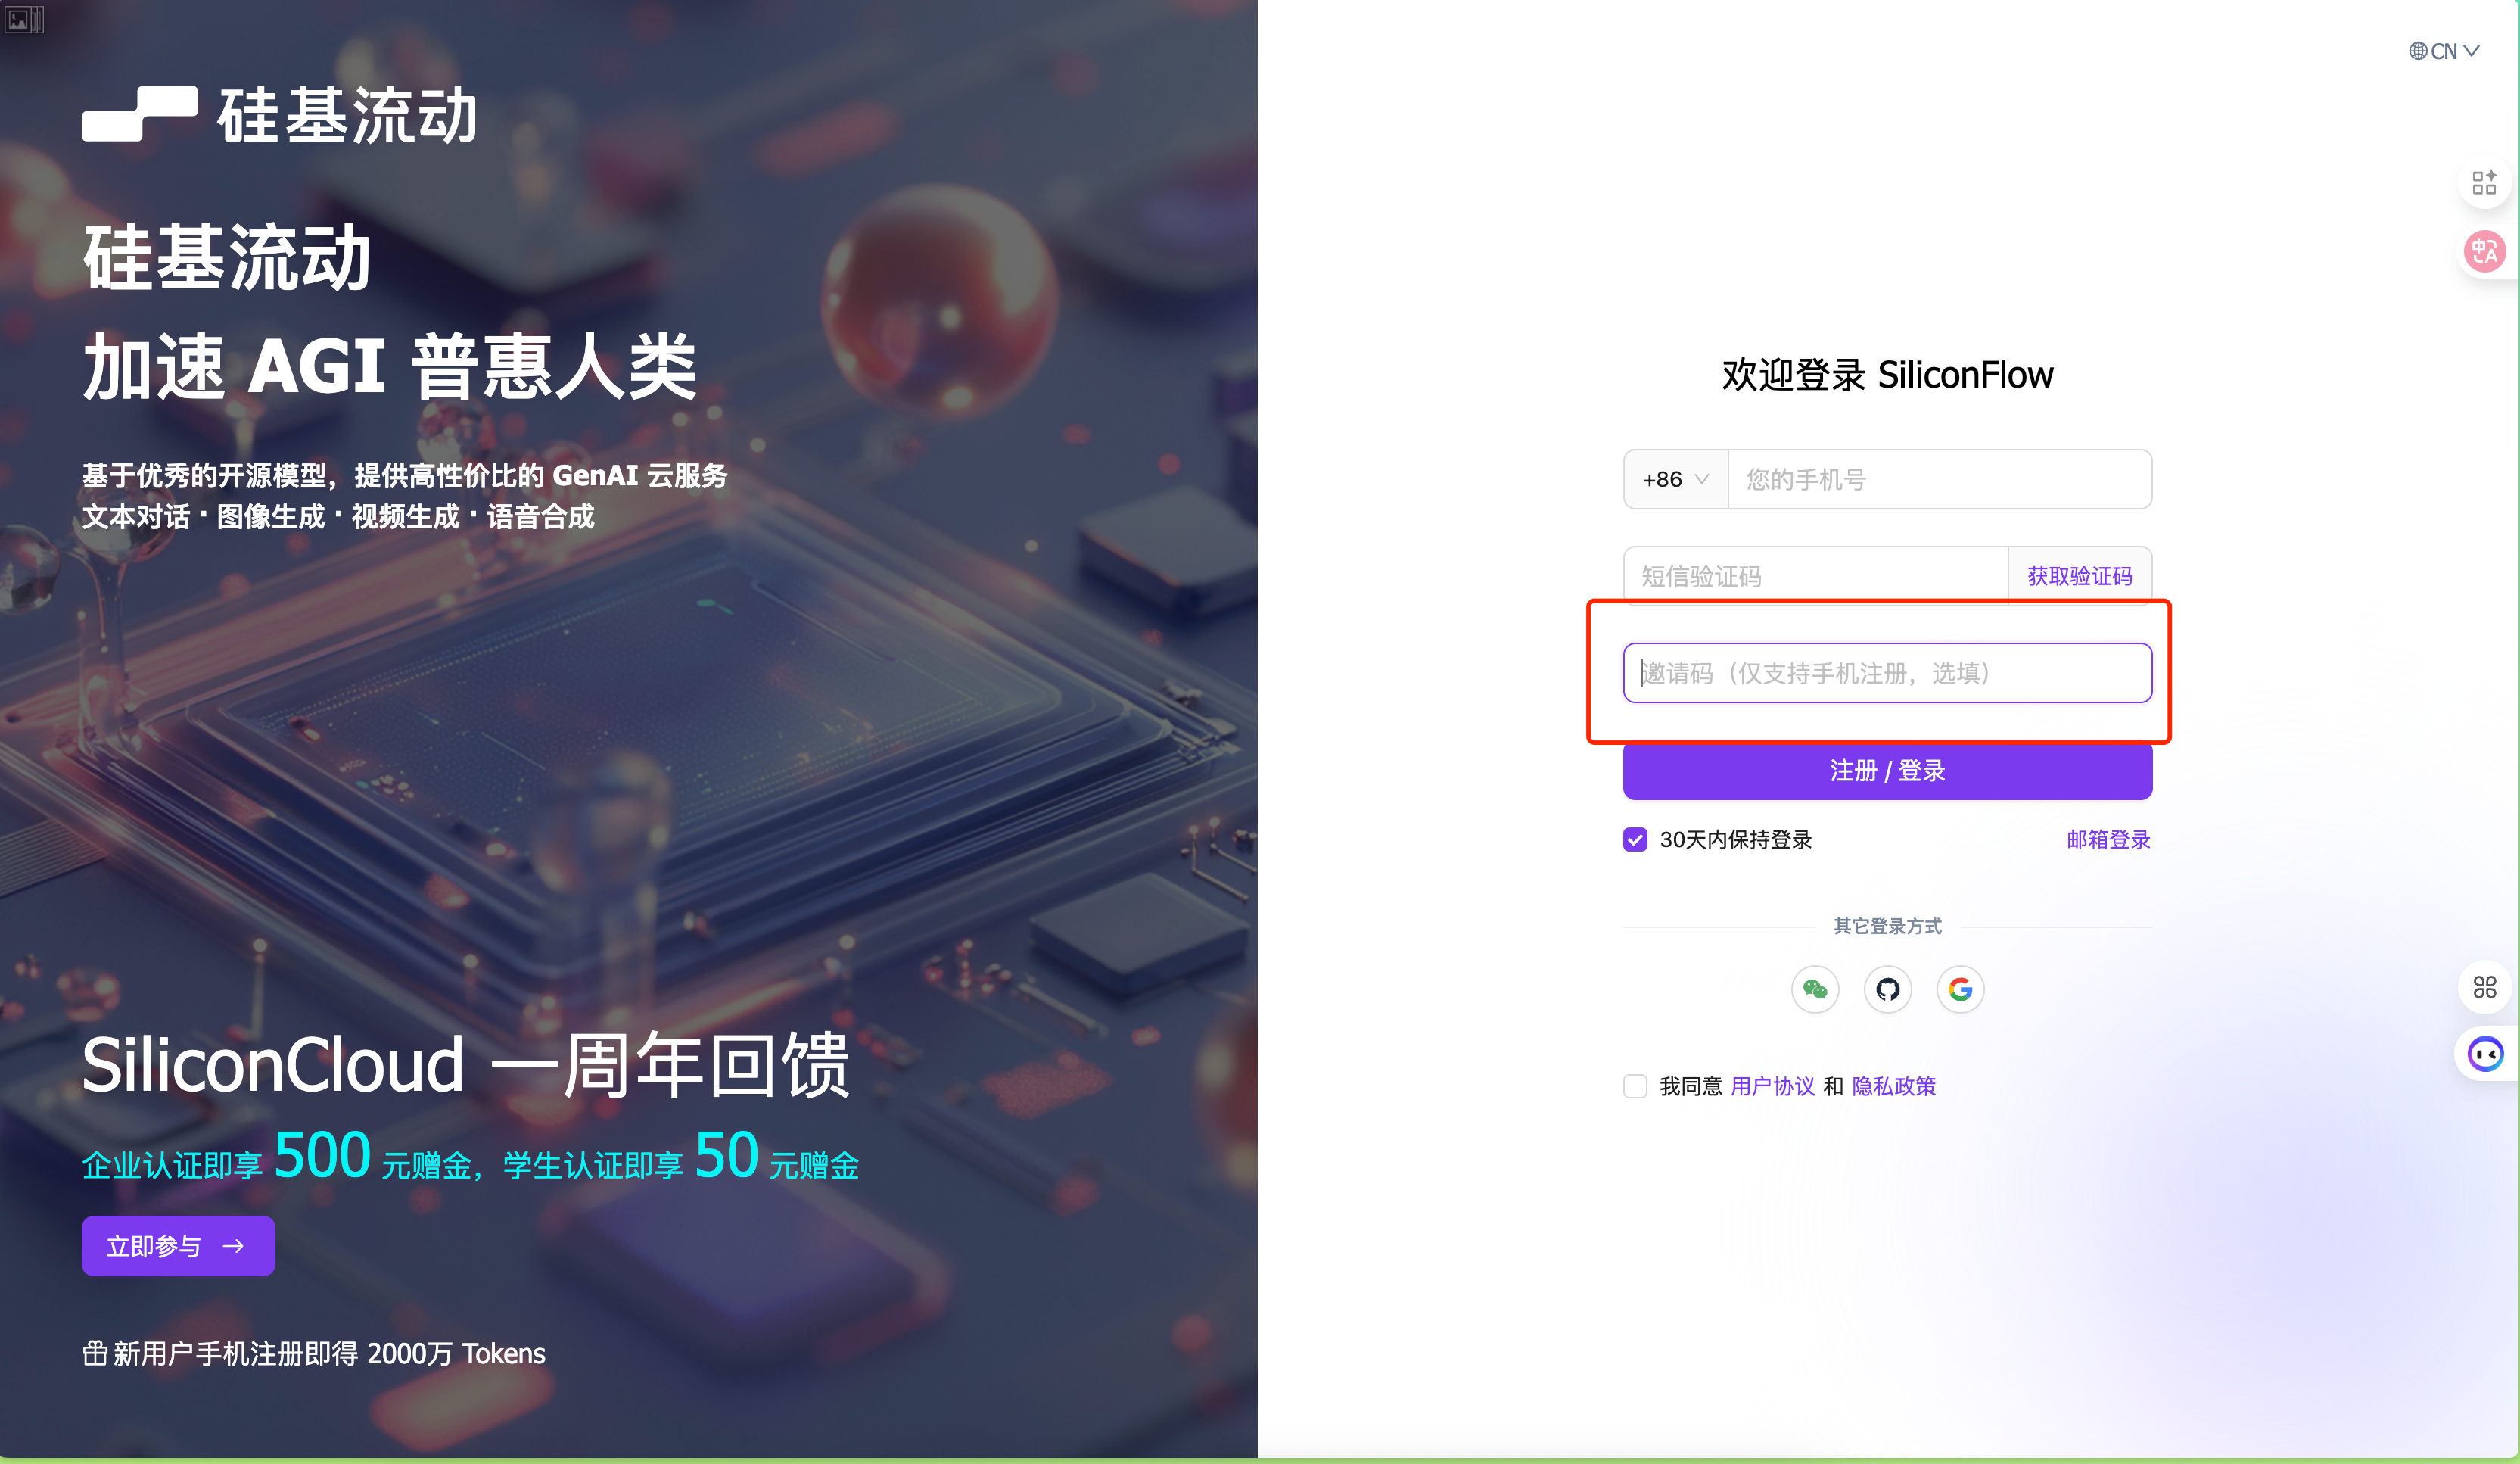 硅基流动
硅基流动
加速 AGI 普惠人类
基于优秀的开源模型，提供高性价比的 GenAI 云服务
文本对话·图像生成·视频生成·语音合成
SiliconCloud 一周年回馈
企业认证即享 500 元赠金，学生认证即享 50 元赠金
立即参与 →
新用户手机注册即得 2000万 Tokens
CN
中A
欢迎登录 SiliconFlow
+86 您的手机号
短信验证码 获取验证码
邀请码（仅支持手机注册，选填）
注册 / 登录
30天内保持登录 邮箱登录
其它登录方式
我同意 用户协议 和 隐私政策